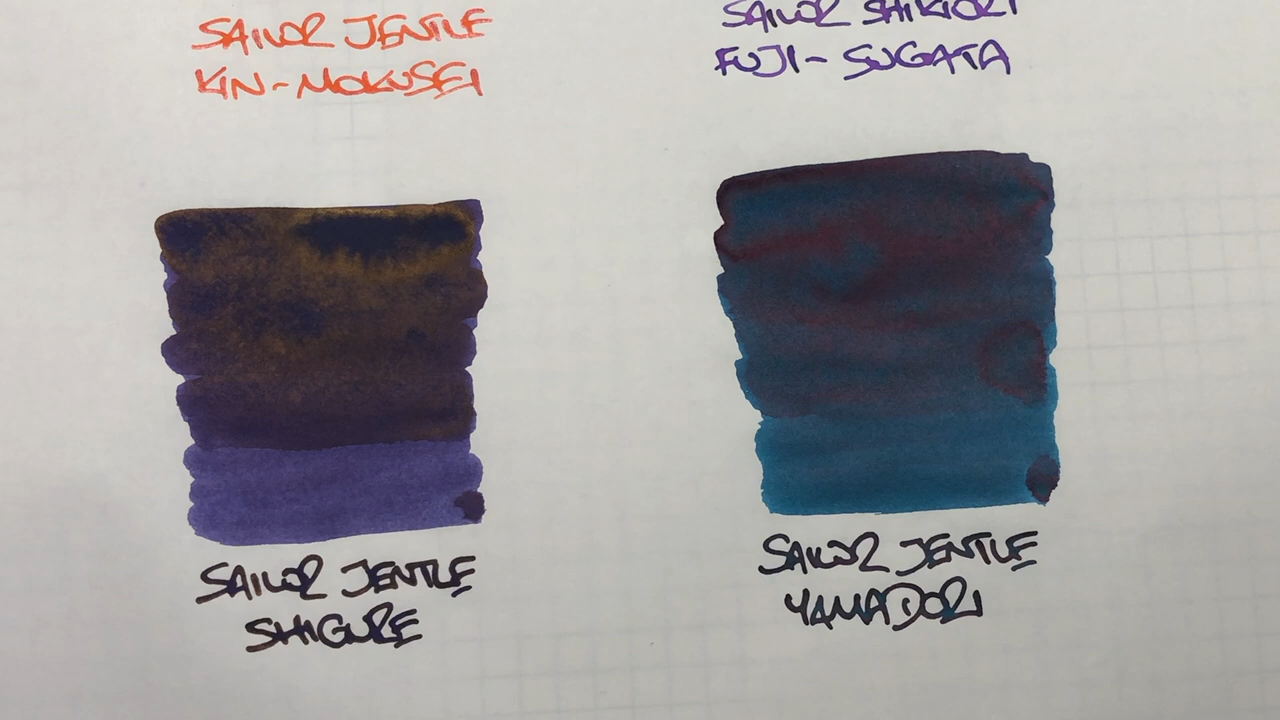 SAILOR JENTLE
KIN-MOKUSEI
SAILOR SHIKIORI
FUJI-SUGATA
SAILOR JENTLE
SHIGURE
SAILOR JENTLE
YAMADORI